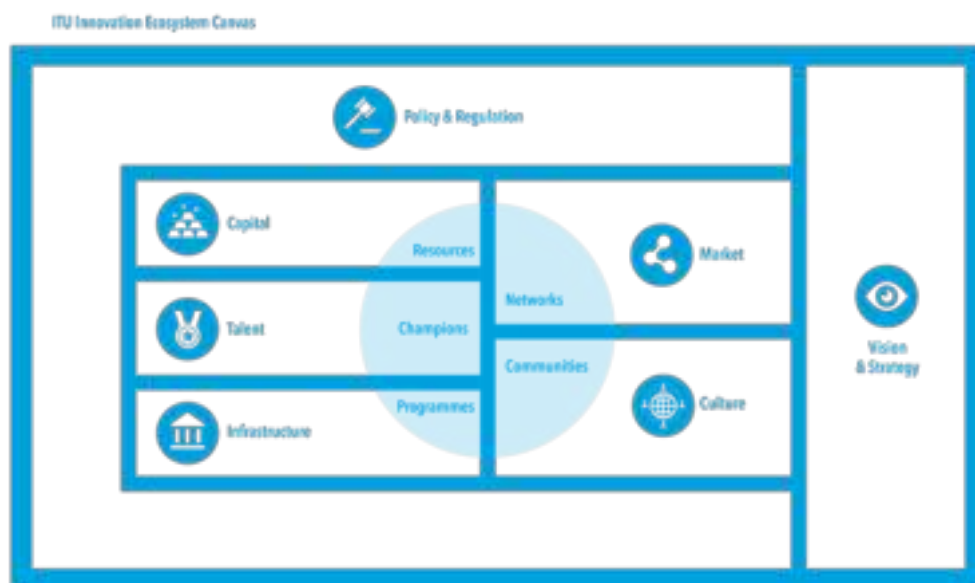 ITU Innovation Ecosystem Canvas
Policy & Regulation
Capital
Resources
Market
Networks
Talent
Champions
Vision
& Strategy
Communities
Culture
Programmes
Infrastructure